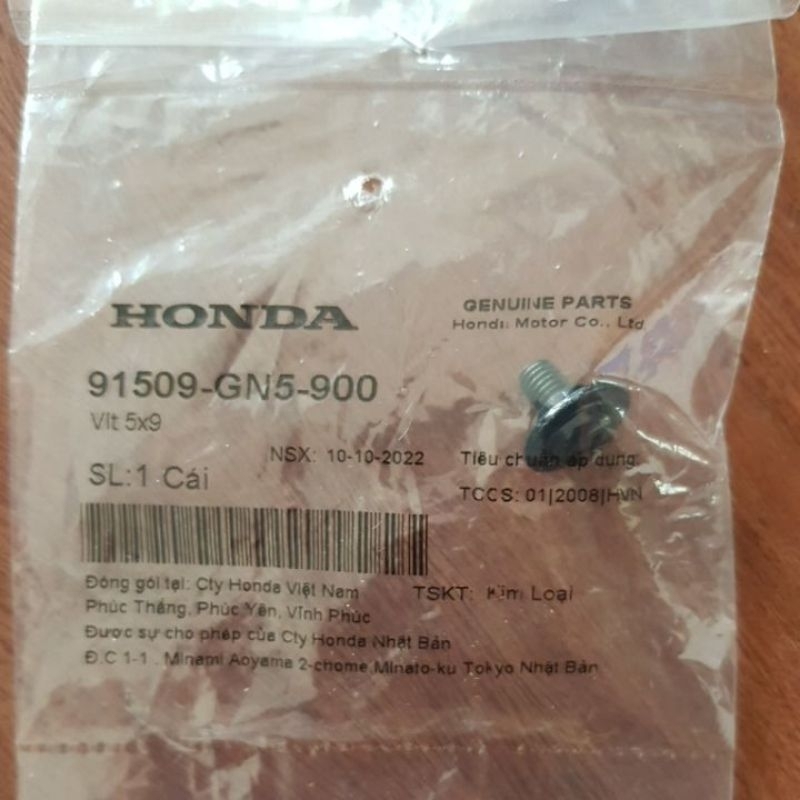 HONDA
GENUINE PARTS
Honda Motor Co., Ltd
91509-GN5-900
Vít 5x9
NSX: 10-10-2022
SL:1 Cái
Tiêu chuẩn áp dụng:
TCCS: 01|2008|HVN
Đóng gói tại: Cty Honda Việt Nam
TSKT: Kim Loại
Phúc Thắng, Phúc Yên, Vĩnh Phúc
Được sự cho phép của Cty Honda Nhật Bản
Đ.C 1-1 . Minami Aoyama 2-chome,Minato-ku Tokyo Nhật Bản